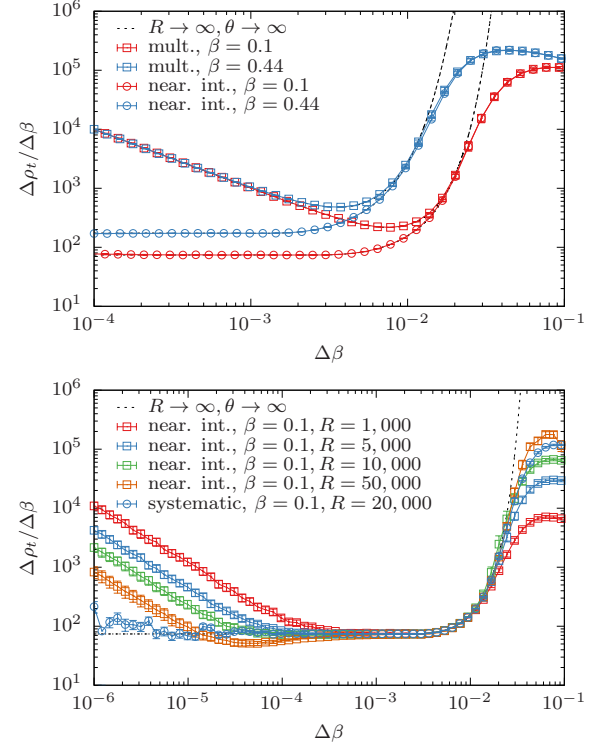 10^6
10^5
10^4
10^3
10^2
10^1
Δρ_t/Δβ
R → ∞, θ → ∞
mult., β = 0.1
mult., β = 0.44
near. int., β = 0.1
near. int., β = 0.44
10^−4 10^−3 10^−2 10^−1
Δβ
10^6
10^5
10^4
10^3
10^2
10^1
Δρ_t/Δβ
R → ∞, θ → ∞
near. int., β = 0.1, R = 1,000
near. int., β = 0.1, R = 5,000
near. int., β = 0.1, R = 10,000
near. int., β = 0.1, R = 50,000
systematic, β = 0.1, R = 20,000
10^−6 10^−5 10^−4 10^−3 10^−2 10^−1
Δβ